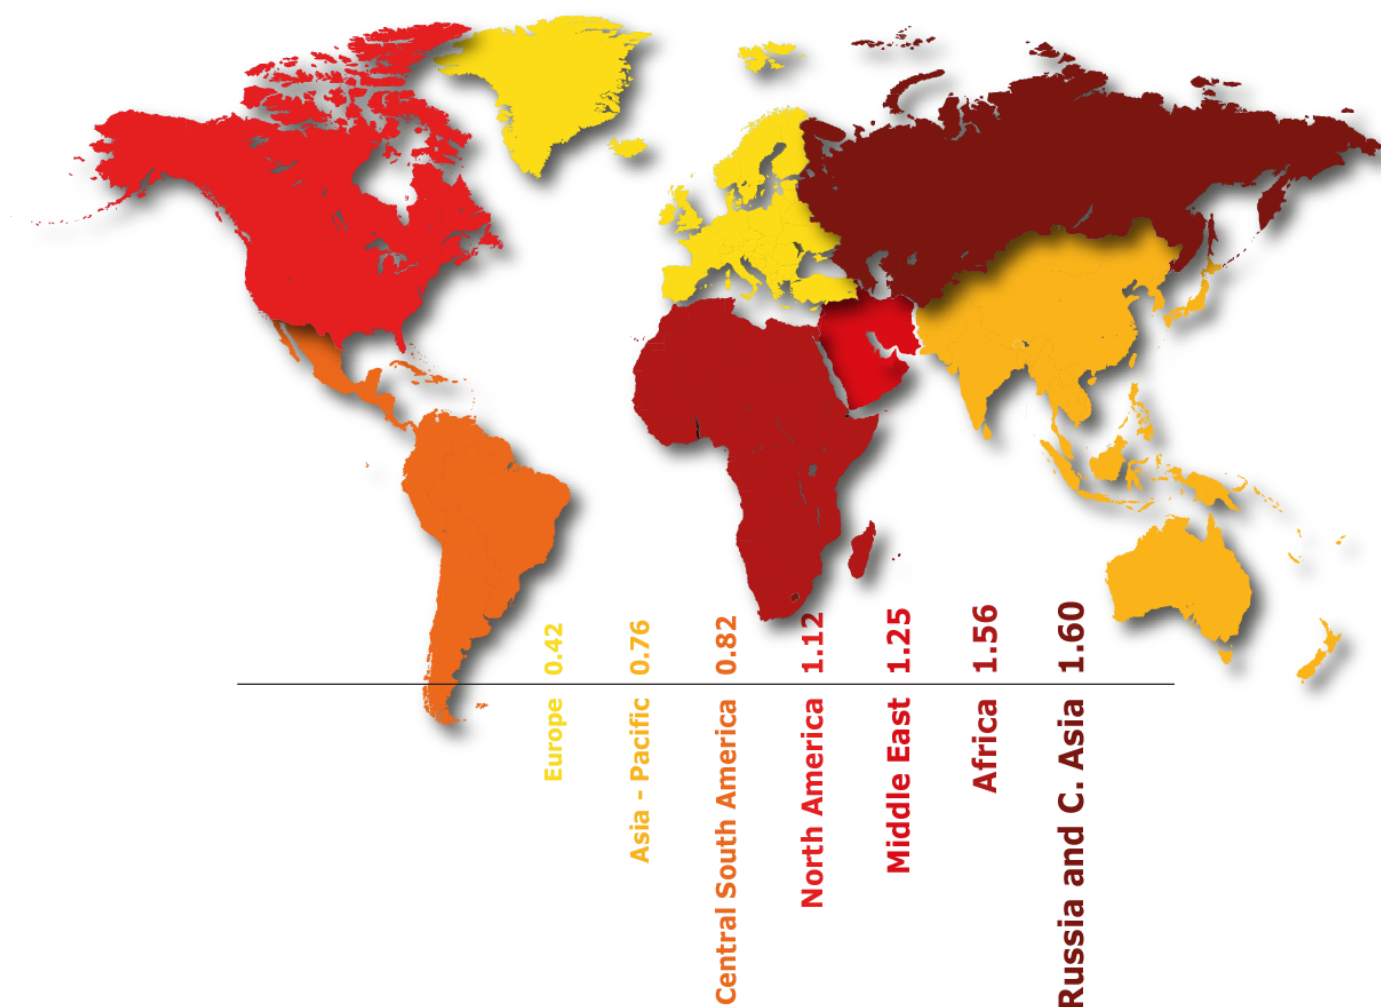 Europe 0.42
Asia - Pacific 0.76
Central South America 0.82
North America 1.12
Middle East 1.25
Africa 1.56
Russia and C. Asia 1.60